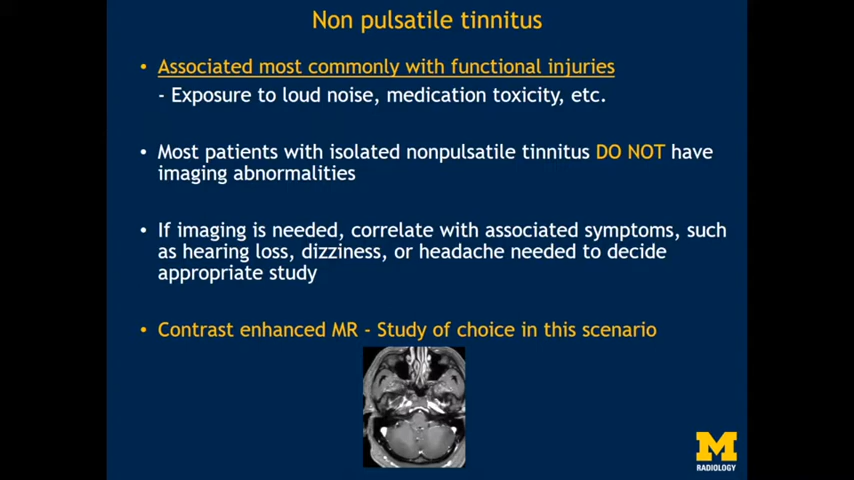 Non pulsatile tinnitus
• Associated most commonly with functional injuries
- Exposure to loud noise, medication toxicity, etc.
• Most patients with isolated nonpulsatile tinnitus DO NOT have
imaging abnormalities
• If imaging is needed, correlate with associated symptoms, such
as hearing loss, dizziness, or headache needed to decide
appropriate study
• Contrast enhanced MR - Study of choice in this scenario
M
RADIOLOGY